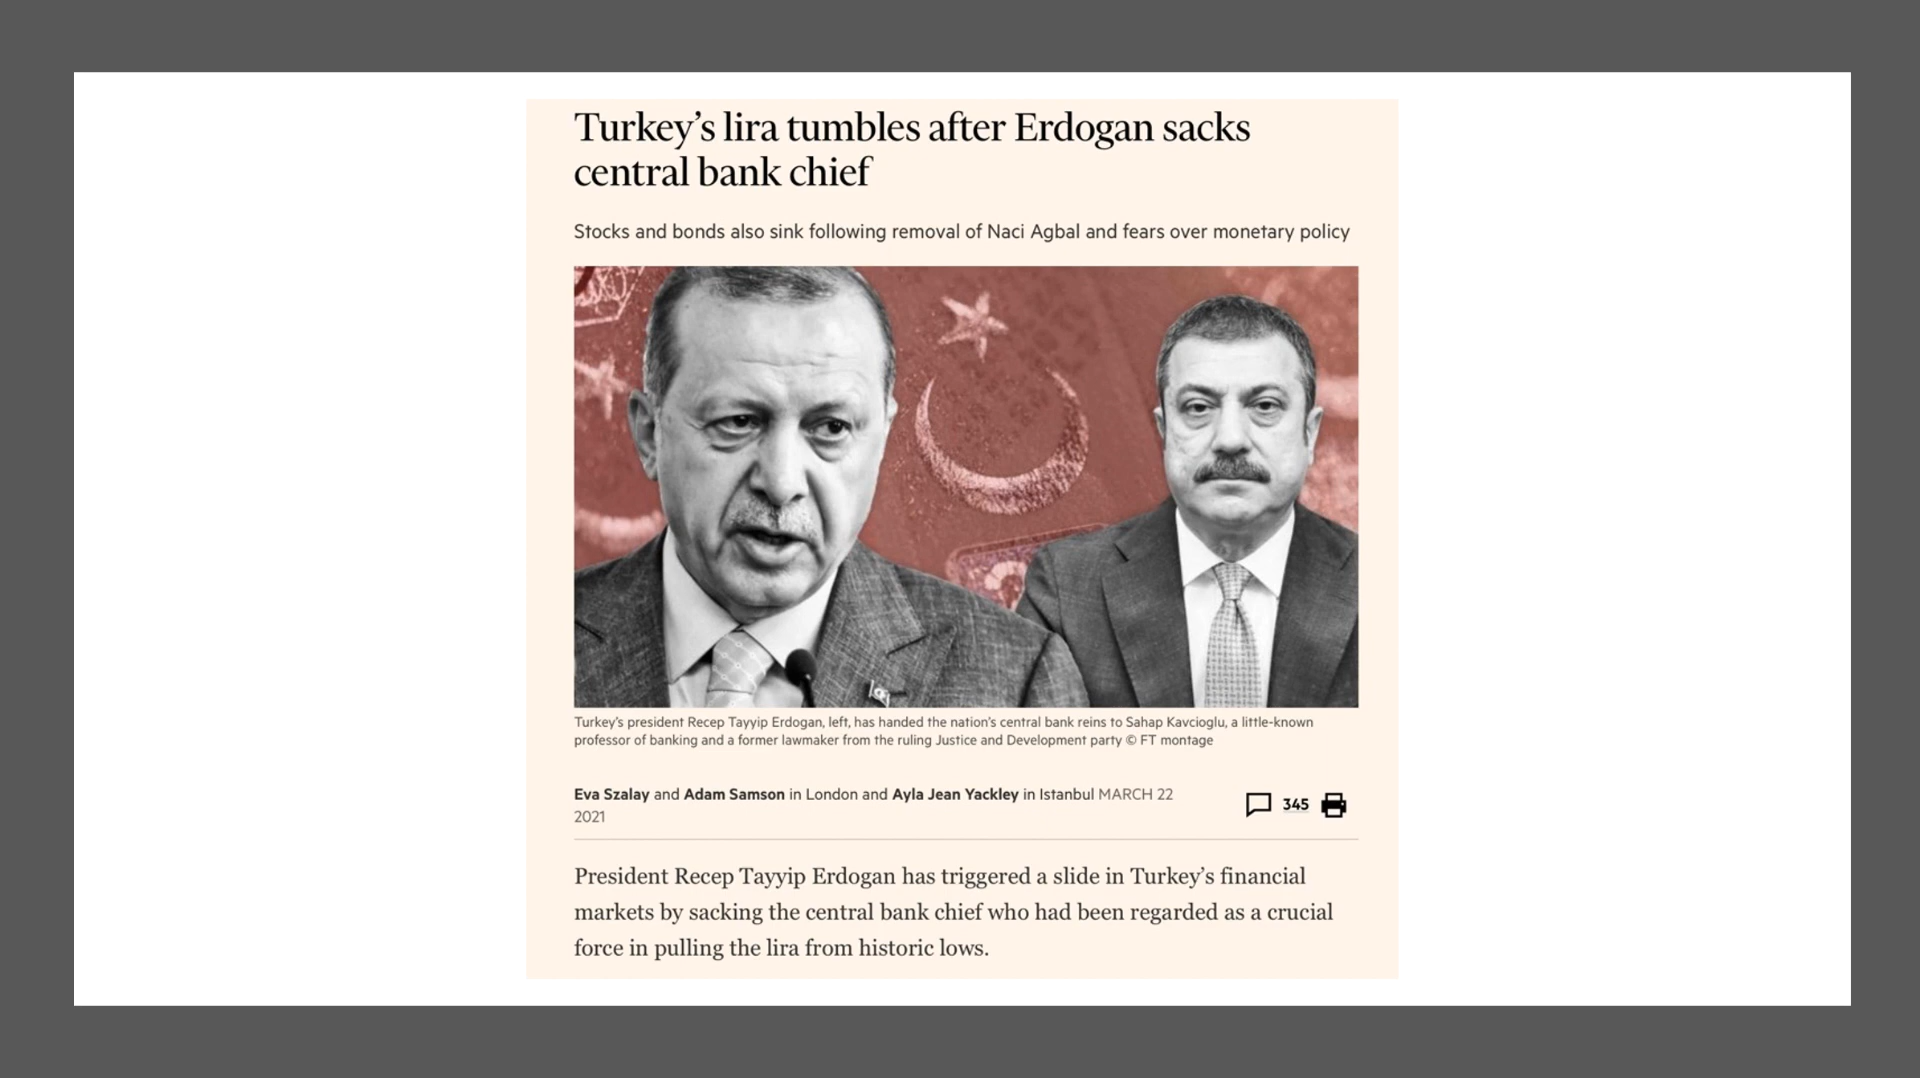 Turkey’s lira tumbles after Erdogan sacks
central bank chief
Stocks and bonds also sink following removal of Naci Agbal and fears over monetary policy
Turkey’s president Recep Tayyip Erdogan, left, has handed the nation’s central bank reins to Sahap Kavcioglu, a little-known
professor of banking and a former lawmaker from the ruling Justice and Development party © FT montage
Eva Szalay and Adam Samson in London and Ayla Jean Yackley in Istanbul MARCH 22
2021
345
President Recep Tayyip Erdogan has triggered a slide in Turkey’s financial
markets by sacking the central bank chief who had been regarded as a crucial
force in pulling the lira from historic lows.